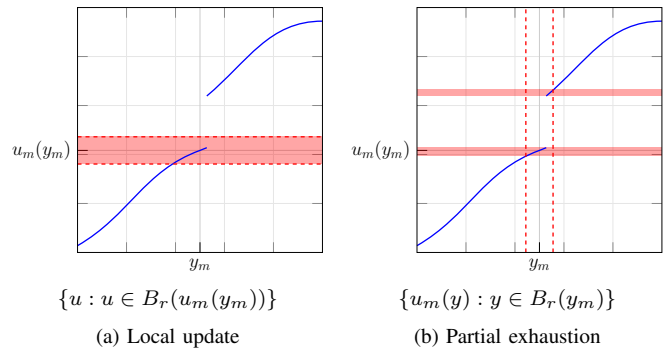 u_m(y_m)
u_m(y_m)
y_m
y_m
{u : u ∈ B_r(u_m(y_m))}
{u_m(y) : y ∈ B_r(y_m)}
(a) Local update
(b) Partial exhaustion